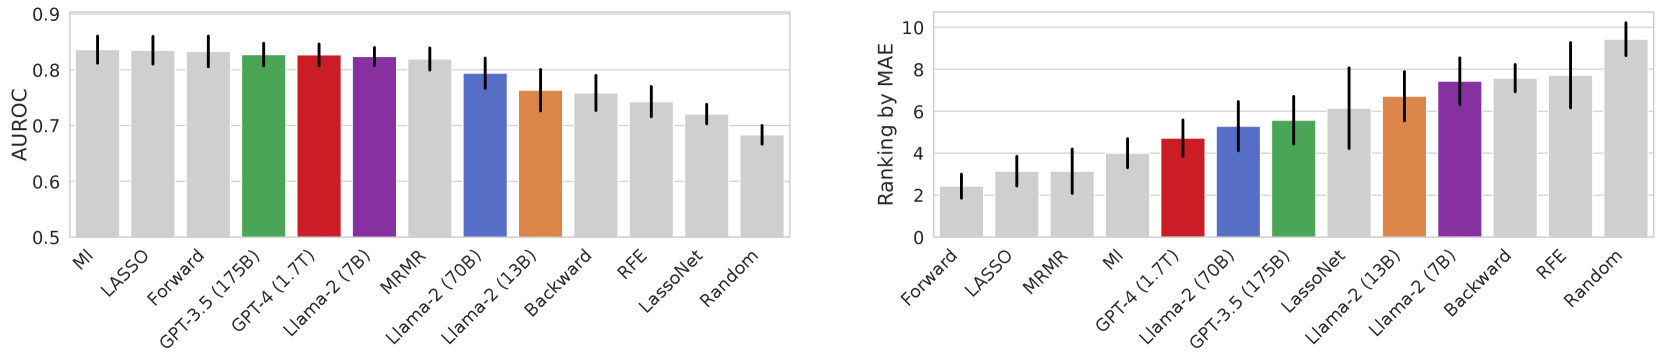 AUROC
0.9
0.8
0.7
0.6
0.5
MI
LASSO
Forward
GPT-3.5 (175B)
GPT-4 (1.7T)
Llama-2 (7B)
MRMR
Llama-2 (70B)
Llama-2 (13B)
Backward
RFE
LassoNet
Random
Ranking by MAE
10
8
6
4
2
0
Forward
LASSO
MRMR
MI
GPT-4 (1.7T)
Llama-2 (70B)
GPT-3.5 (175B)
LassoNet
Llama-2 (13B)
Llama-2 (7B)
Backward
RFE
Random